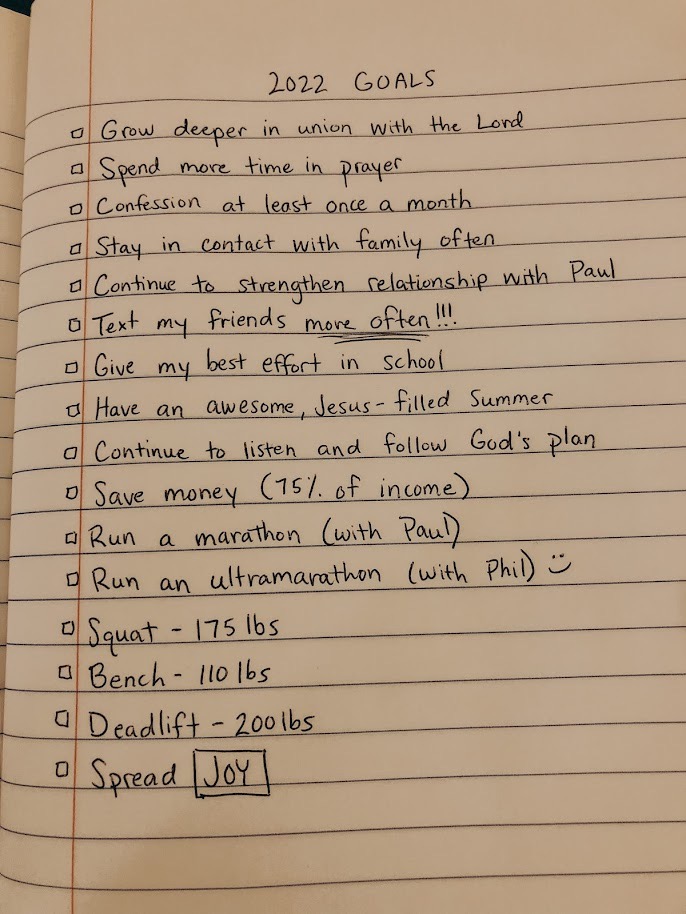 2022 GOALS
Grow deeper in union with the Lord
Spend more time in prayer
Confession at least once a month
Stay in contact with family often
Continue to strengthen relationship with Paul
Text my friends more often!!!
Give my best effort in school
Have an awesome, Jesus-filled Summer
Continue to listen and follow God's plan
Save money (75% of income)
Run a marathon (with Paul)
Run an ultramarathon (with Phil) :)
Squat - 175 lbs
Bench - 110 lbs
Deadlift - 200 lbs
Spread JOY